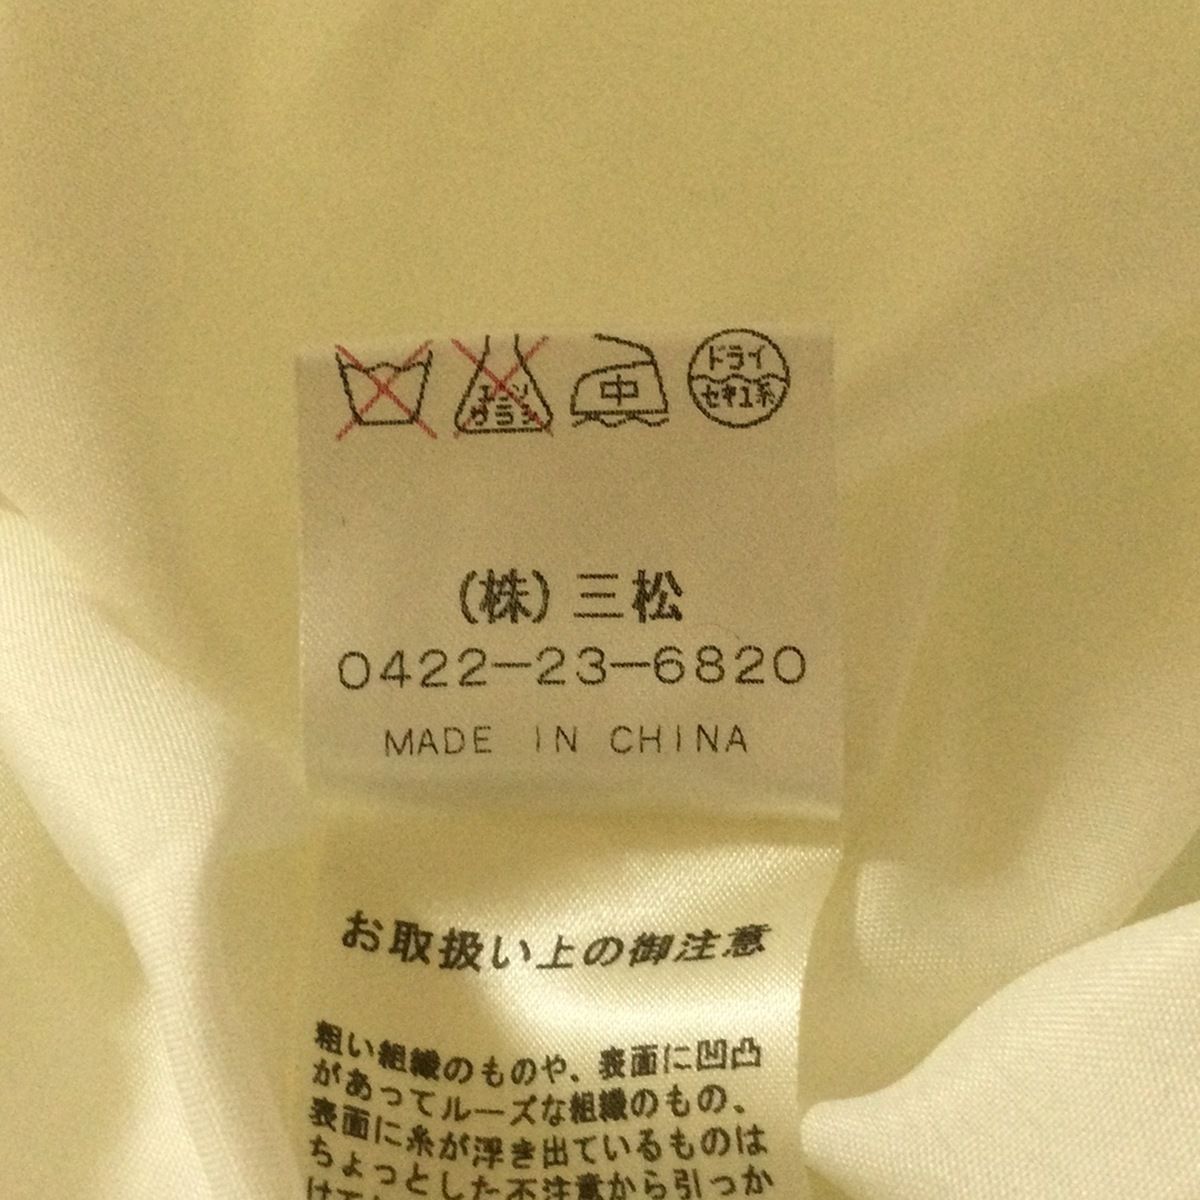 エンソ
サラシ
中
ドライ
セキユ系
(株)三松
0422-23-6820
MADE IN CHINA
お取扱い上の御注意
粗い組織のものや、表面に凹凸
があってルーズな組織のもの、
表面に糸が浮き出ているものは
ちょっとした不注意から引っか